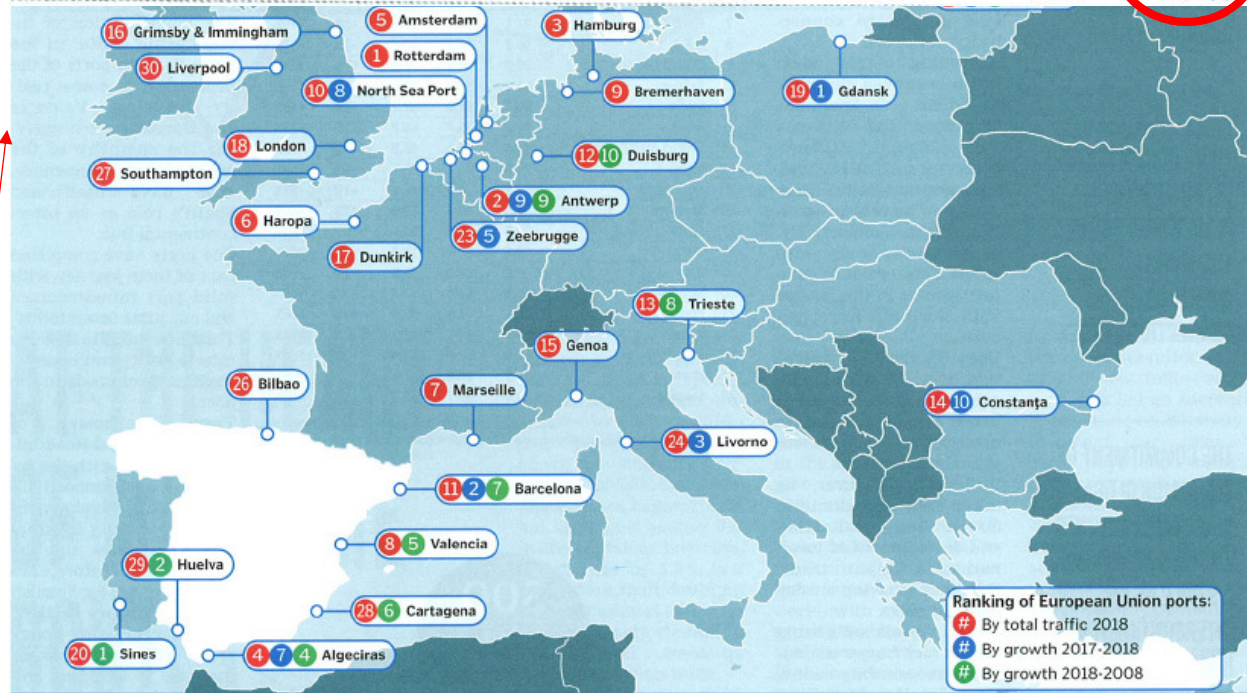 5 Amsterdam
3 Hamburg
16 Grimsby & Immingham
1 Rotterdam
30 Liverpool
10 8 North Sea Port
9 Bremerhaven
19 1 Gdansk
18 London
12 10 Duisburg
27 Southampton
2 9 9 Antwerp
6 Haropa
23 5 Zeebrugge
17 Dunkirk
13 8 Trieste
15 Genoa
26 Bilbao
7 Marseille
14 10 Constanţa
24 3 Livorno
11 2 7 Barcelona
8 5 Valencia
29 2 Huelva
28 6 Cartagena
20 1 Sines
4 7 4 Algeciras
Ranking of European Union ports:
# By total traffic 2018
# By growth 2017-2018
# By growth 2018-2008